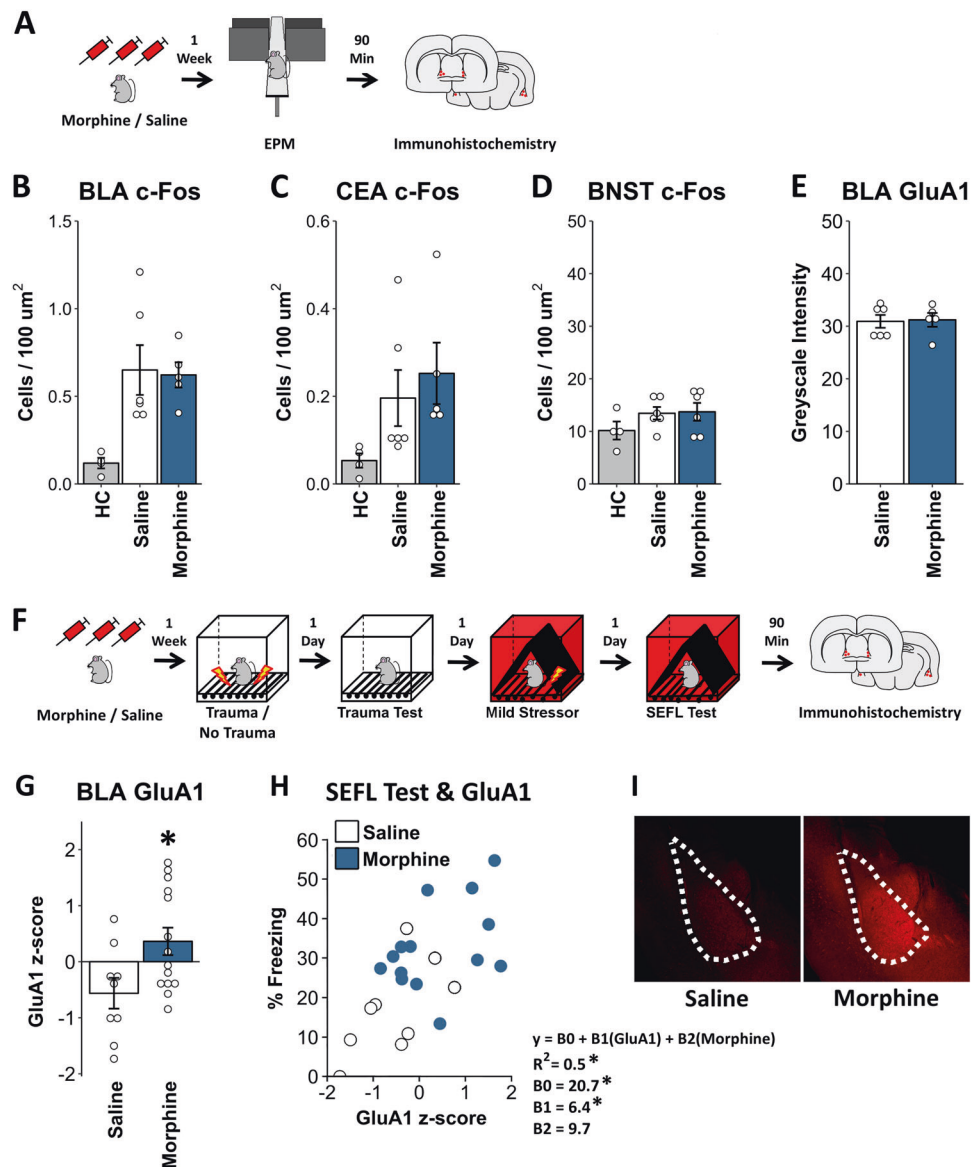 A
1
Week
90
Min
Morphine / Saline
EPM
Immunohistochemistry
B BLA c-Fos
Cells / 100 um²
1.5
1.0
0.5
0.0
HC
Saline
Morphine
C CEA c-Fos
Cells / 100 um²
0.6
0.4
0.2
0.0
HC
Saline
Morphine
D BNST c-Fos
Cells / 100 um²
50
40
30
20
10
0
HC
Saline
Morphine
E BLA GluA1
Greyscale Intensity
50
40
30
20
10
0
Saline
Morphine
F
1
Week
1
Day
1
Day
1
Day
90
Min
Morphine / Saline
Trauma /
No Trauma
Trauma Test
Mild Stressor
SEFL Test
Immunohistochemistry
G BLA GluA1
*
GluA1 z-score
2
1
0
-1
-2
Saline
Morphine
H SEFL Test & GluA1
Saline
Morphine
% Freezing
60
50
40
30
20
10
0
-2 -1 0 1 2
GluA1 z-score
y = B0 + B1(GluA1) + B2(Morphine)
R² = 0.5 *
B0 = 20.7 *
B1 = 6.4 *
B2 = 9.7
I
Saline
Morphine